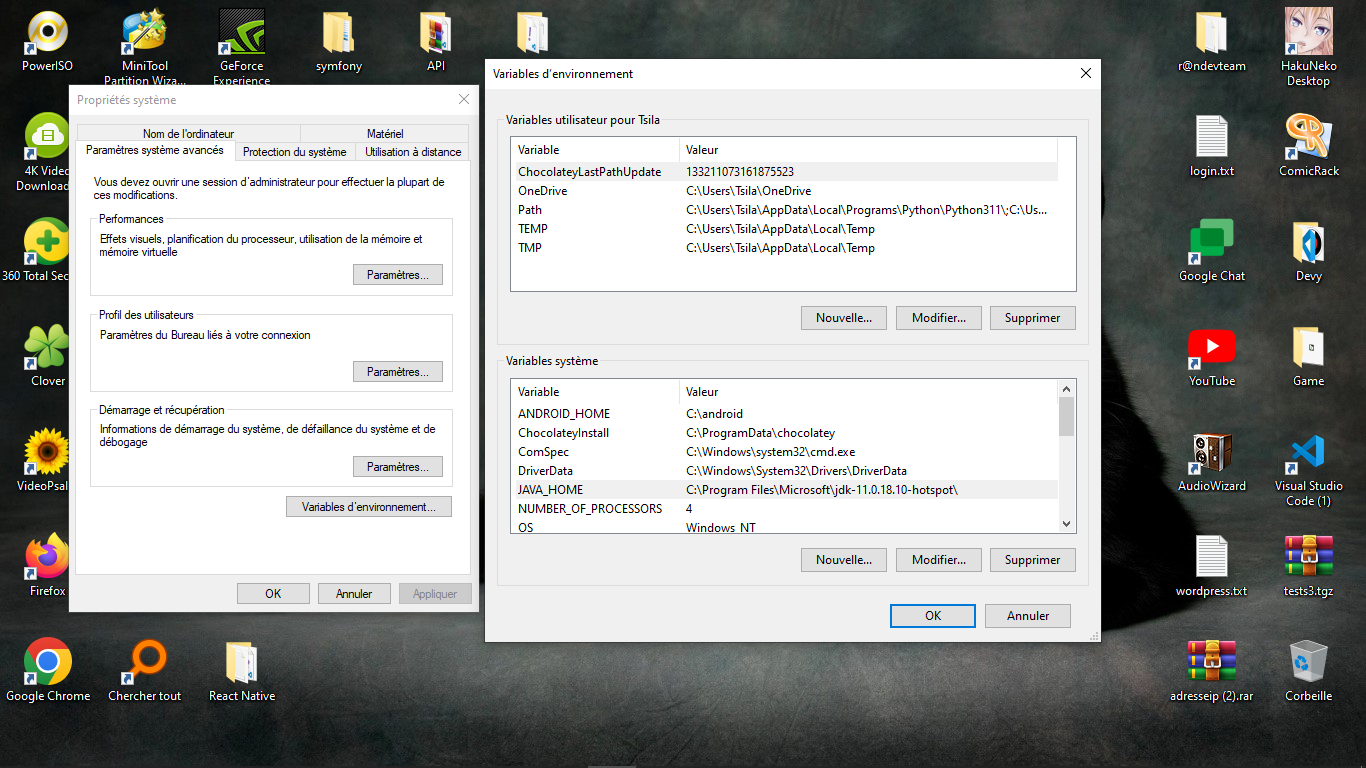 PowerISO
MiniTool
Partition Wiza...
GeForce
Experience
symfony
API
r@ndevteam
HakuNeko
Desktop
4K Video
Download
360 Total Sec
Clover
VideoPsal
Firefox
Google Chrome
Chercher tout
React Native
Propriétés système
Nom de l'ordinateur
Matériel
Paramètres système avancés
Protection du système
Utilisation à distance
Vous devez ouvrir une session d'administrateur pour effectuer la plupart de
ces modifications.
Performances
Effets visuels, planification du processeur, utilisation de la mémoire et
mémoire virtuelle
Paramètres...
Profil des utilisateurs
Paramètres du Bureau liés à votre connexion
Paramètres...
Démarrage et récupération
Informations de démarrage du système, de défaillance du système et de
débogage
Paramètres...
Variables d'environnement...
OK
Annuler
Appliquer
Variables d'environnement
Variables utilisateur pour Tsila
Variable Valeur
ChocolateyLastPathUpdate 133211073161875523
OneDrive C:\Users\Tsila\OneDrive
Path C:\Users\Tsila\AppData\Local\Programs\Python\Python311\;C:\Us...
TEMP C:\Users\Tsila\AppData\Local\Temp
TMP C:\Users\Tsila\AppData\Local\Temp
Nouvelle...
Modifier...
Supprimer
Variables système
Variable Valeur
ANDROID_HOME C:\android
ChocolateyInstall C:\ProgramData\chocolatey
ComSpec C:\Windows\system32\cmd.exe
DriverData C:\Windows\System32\Drivers\DriverData
JAVA_HOME C:\Program Files\Microsoft\jdk-11.0.18.10-hotspot\
NUMBER_OF_PROCESSORS 4
OS Windows_NT
Nouvelle...
Modifier...
Supprimer
OK
Annuler
login.txt
ComicRack
Google Chat
Devy
YouTube
Game
AudioWizard
Visual Studio
Code (1)
wordpress.txt
tests3.tgz
adresseip (2).rar
Corbeille